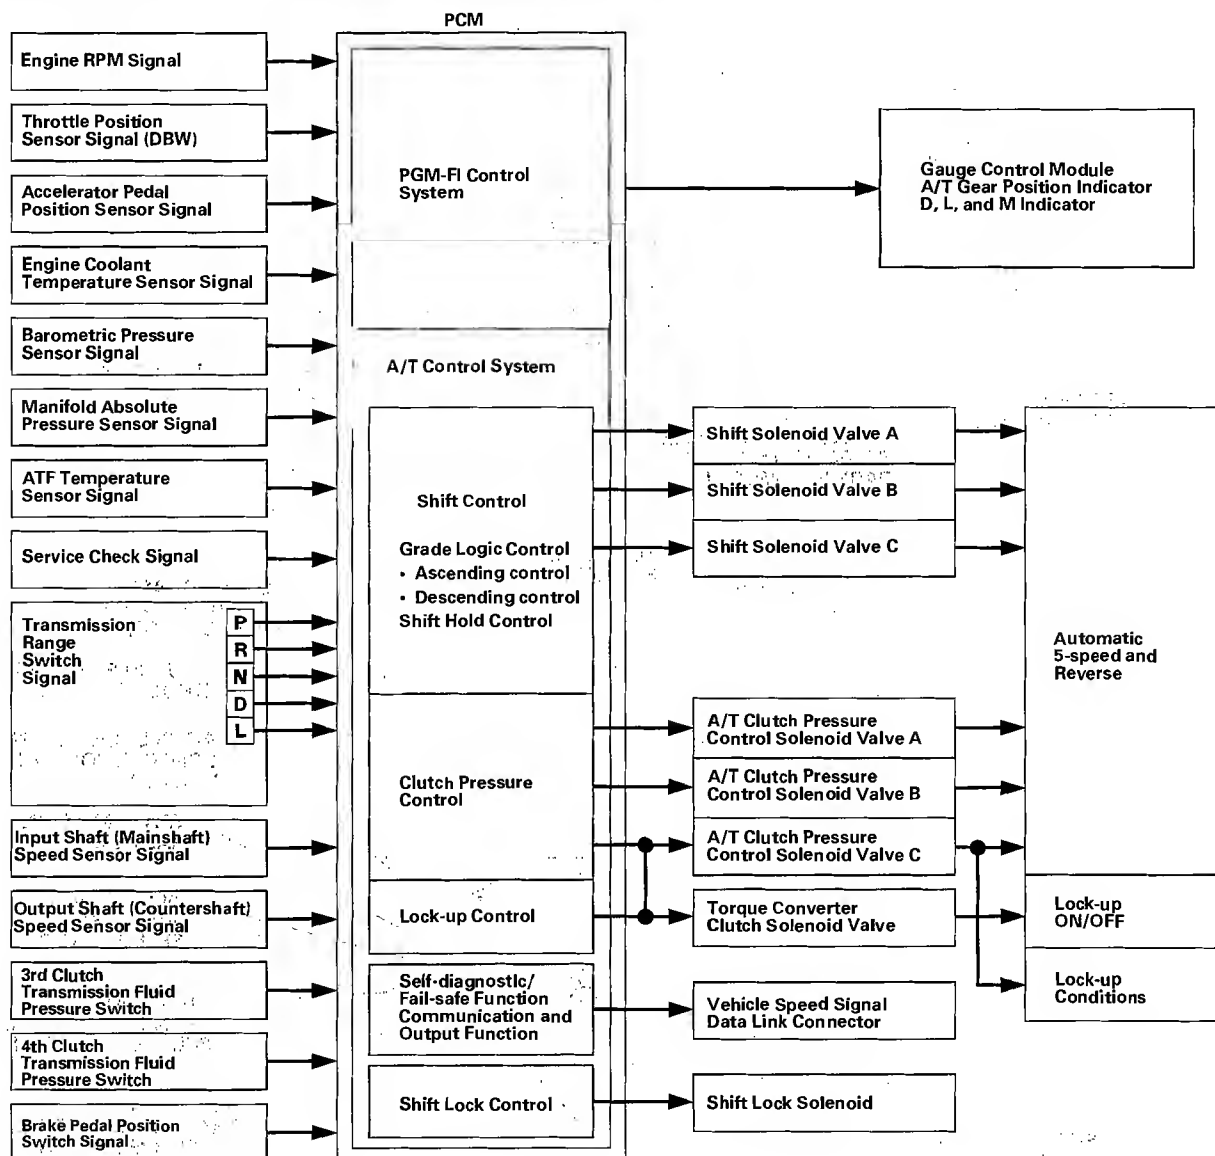 PCM
Engine RPM Signal
Throttle Position
Sensor Signal (DBW)
Accelerator Pedal
Position Sensor Signal
Engine Coolant
Temperature Sensor Signal
Barometric Pressure
Sensor Signal
Manifold Absolute
Pressure Sensor Signal
ATF Temperature
Sensor Signal
Service Check Signal
Transmission
Range
Switch
Signal
P
R
N
D
L
Input Shaft (Mainshaft)
Speed Sensor Signal
Output Shaft (Countershaft)
Speed Sensor Signal
3rd Clutch
Transmission Fluid
Pressure Switch
4th Clutch
Transmission Fluid
Pressure Switch
Brake Pedal Position
Switch Signal
PGM-FI Control
System
A/T Control System
Shift Control
Grade Logic Control
• Ascending control
• Descending control
Shift Hold Control
Clutch Pressure
Control
Lock-up Control
Self-diagnostic/
Fail-safe Function
Communication and
Output Function
Shift Lock Control
Gauge Control Module
A/T Gear Position Indicator
D, L, and M Indicator
Shift Solenoid Valve A
Shift Solenoid Valve B
Shift Solenoid Valve C
A/T Clutch Pressure
Control Solenoid Valve A
A/T Clutch Pressure
Control Solenoid Valve B
A/T Clutch Pressure
Control Solenoid Valve C
Torque Converter
Clutch Solenoid Valve
Vehicle Speed Signal
Data Link Connector
Shift Lock Solenoid
Automatic
5-speed and
Reverse
Lock-up
ON/OFF
Lock-up
Conditions